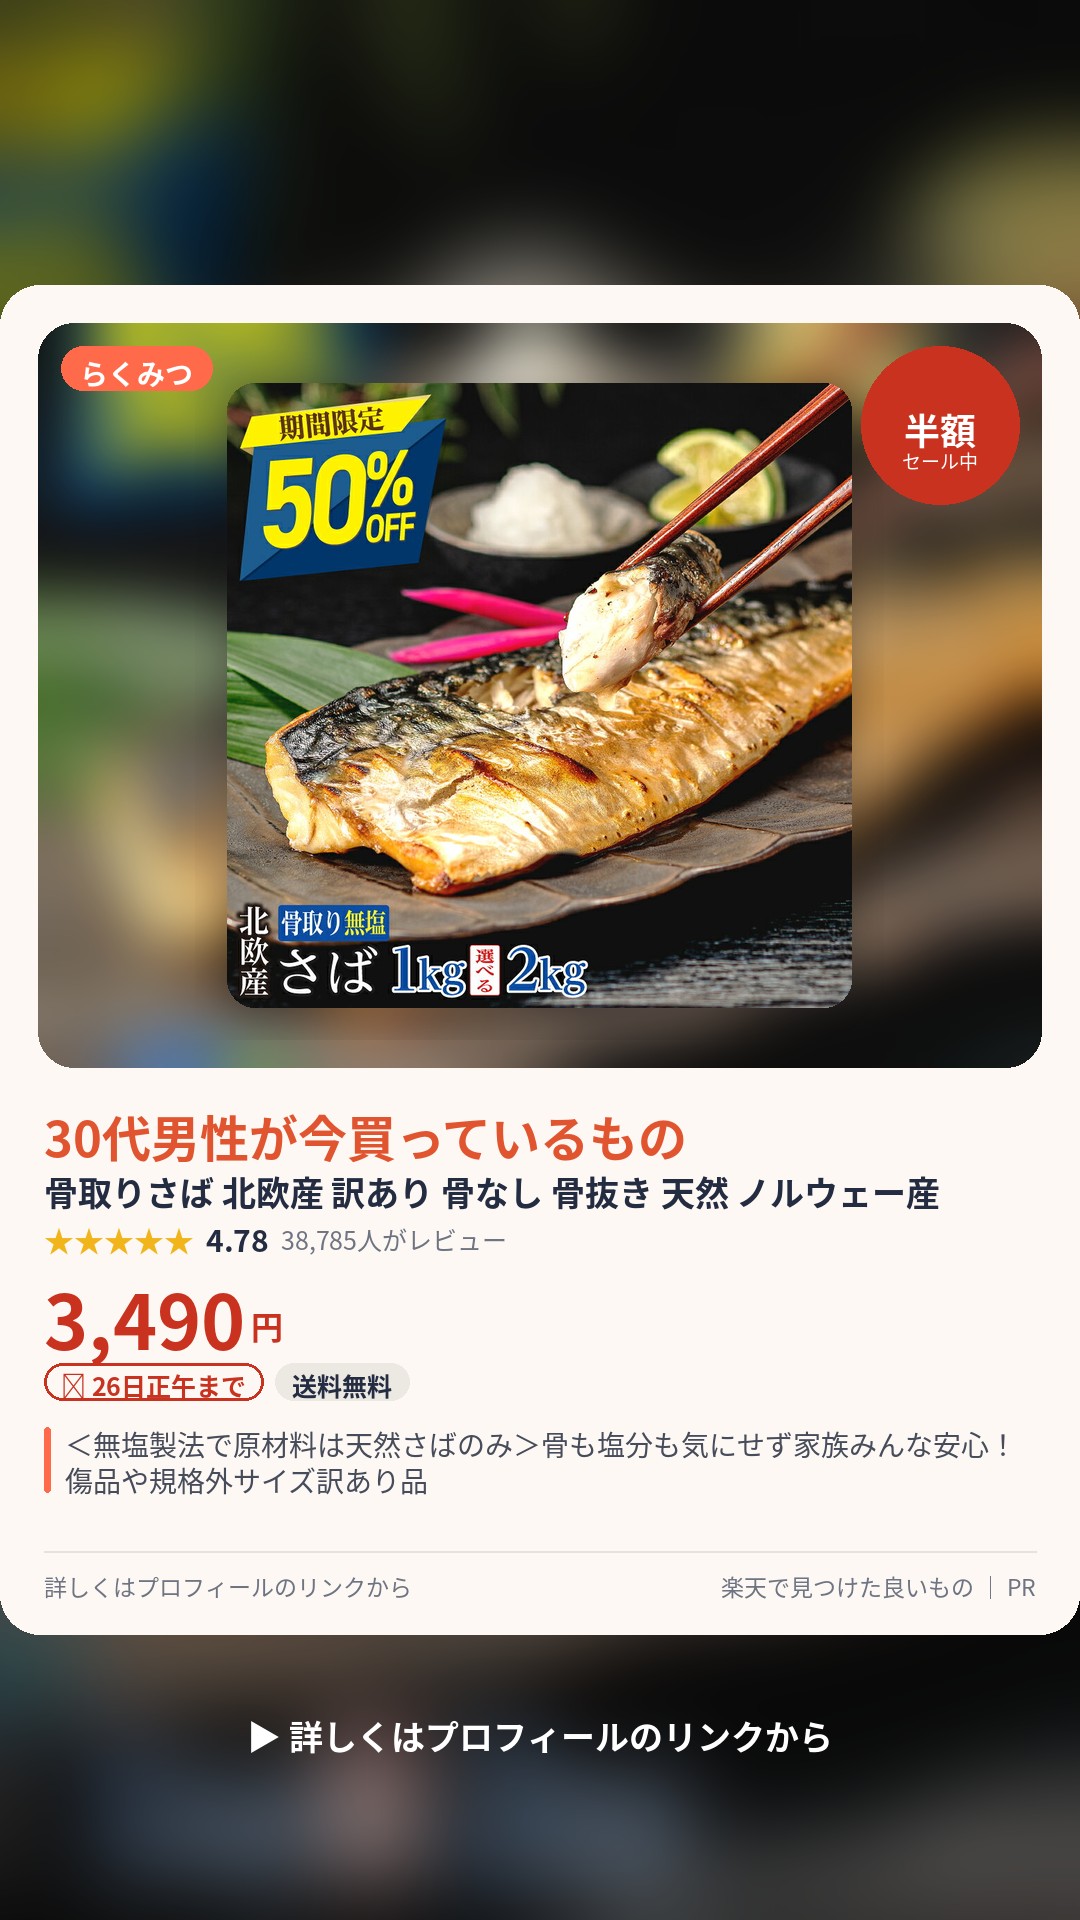 らくみつ
半額
セール中
期間限定
50%
OFF
北欧産
骨取り無塩
さば 1kg 選べる 2kg
30代男性が今買っているもの
骨取りさば 北欧産 訳あり 骨なし 骨抜き 天然 ノルウェー産
★★★★★ 4.78 38,785人がレビュー
3,490円
26日正午まで 送料無料
＜無塩製法で原材料は天然さばのみ＞骨も塩分も気にせず家族みんな安心！
傷品や規格外サイズ訳あり品
詳しくはプロフィールのリンクから
楽天で見つけた良いもの｜PR
▶ 詳しくはプロフィールのリンクから